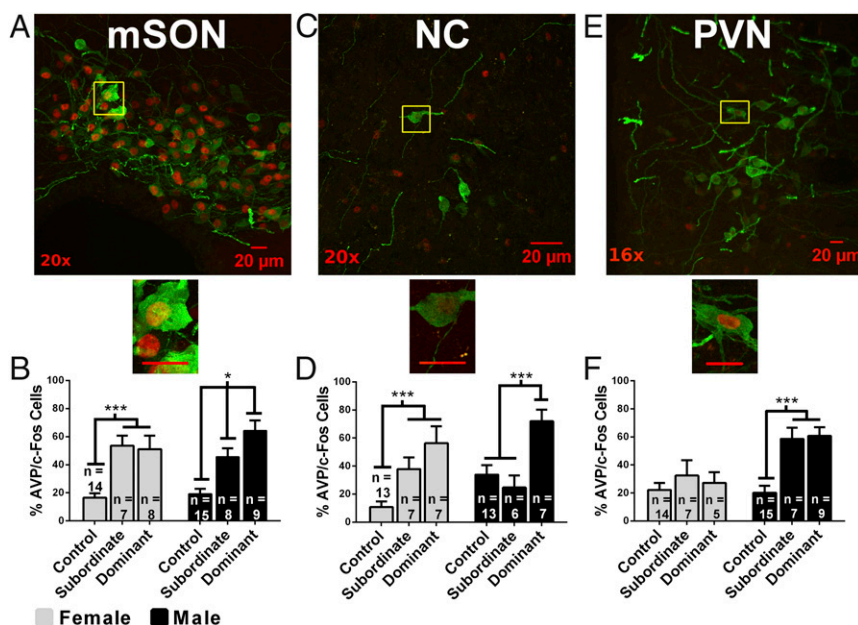 A
mSON
20x
20 µm
C
NC
20x
20 µm
E
PVN
16x
20 µm
B
% AVP/c-Fos Cells
100
80
60
40
20
0
***
*
n =
14
n =
7
n =
8
n =
15
n =
8
n =
9
Control
Subordinate
Dominant
Control
Subordinate
Dominant
D
% AVP/c-Fos Cells
100
80
60
40
20
0
***
***
n =
13
n =
7
n =
7
n =
13
n =
6
n =
7
Control
Subordinate
Dominant
Control
Subordinate
Dominant
F
% AVP/c-Fos Cells
100
80
60
40
20
0
***
n =
14
n =
7
n =
5
n =
15
n =
7
n =
9
Control
Subordinate
Dominant
Control
Subordinate
Dominant
Female Male